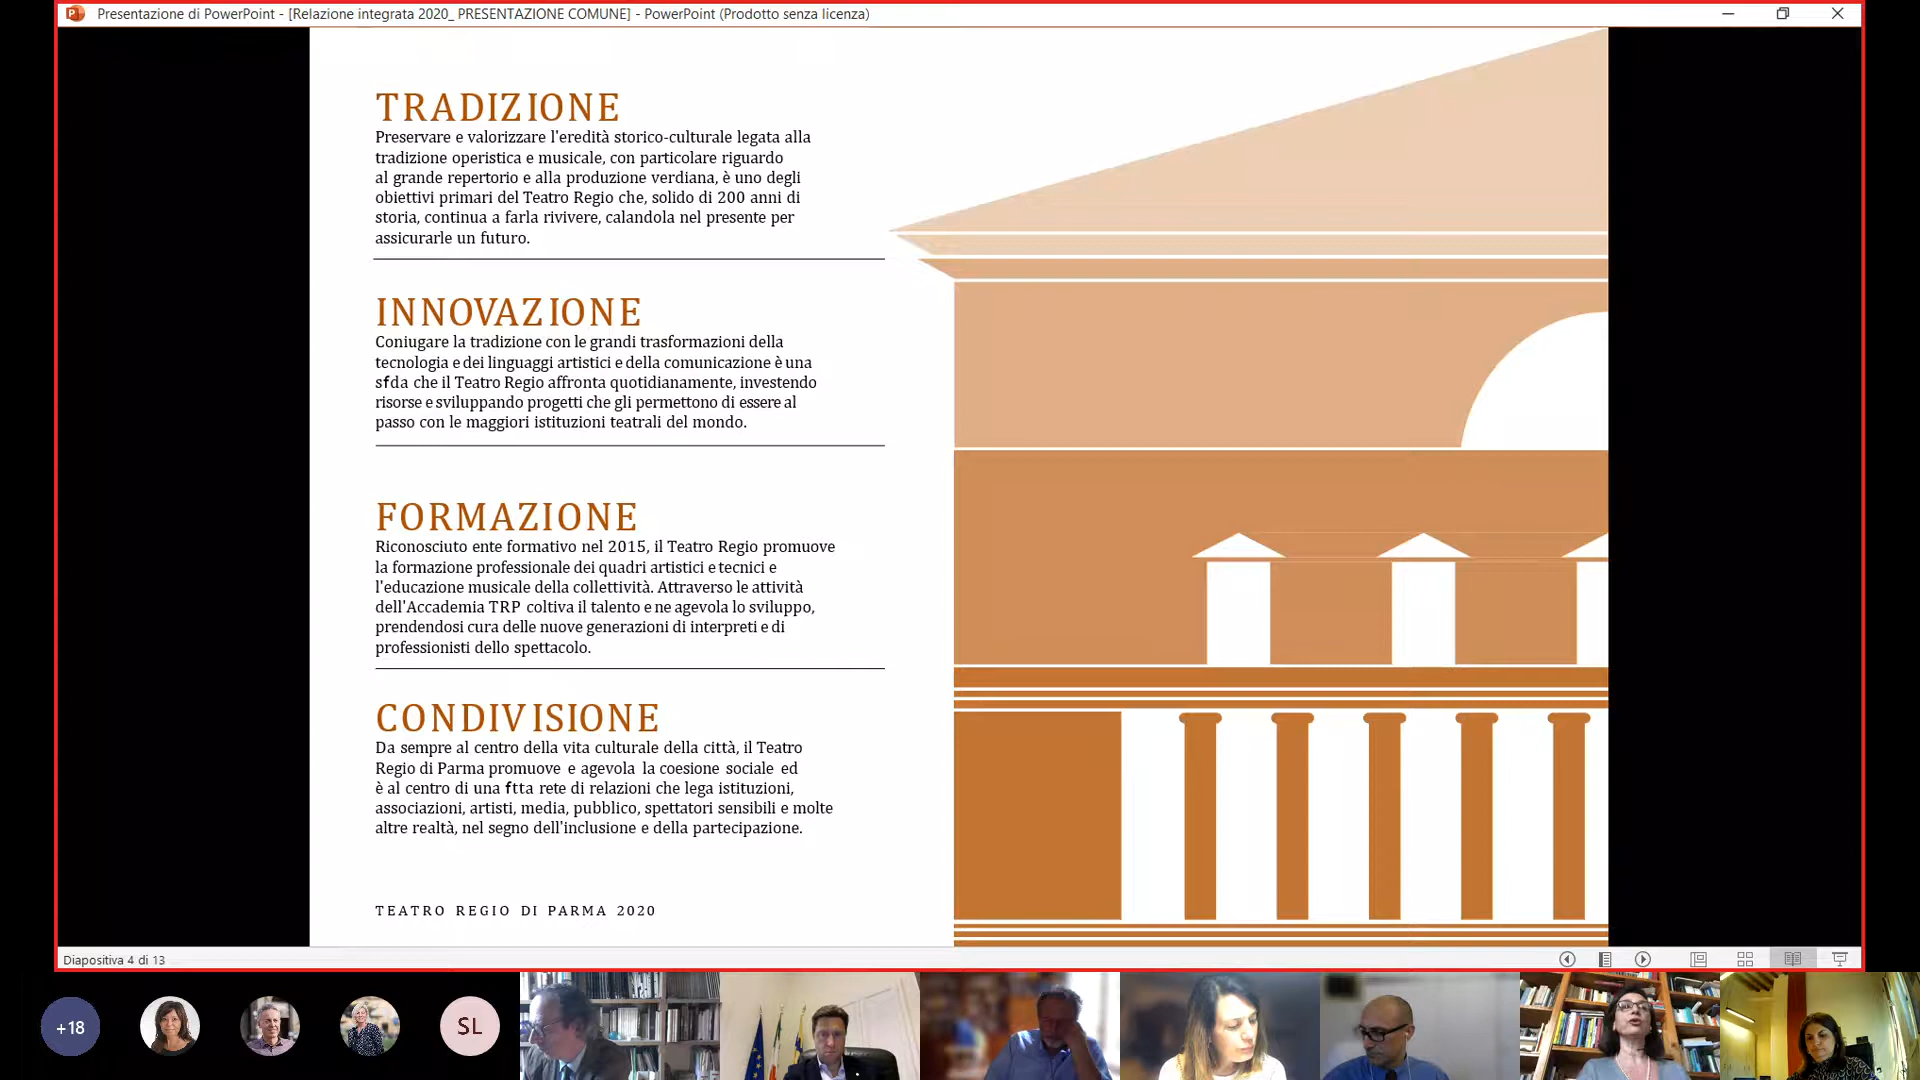 Presentazione di PowerPoint - [Relazione integrata 2020_ PRESENTAZIONE COMUNE] - PowerPoint (Prodotto senza licenza)
TRADIZIONE
Preservare e valorizzare l'eredità storico-culturale legata alla
tradizione operistica e musicale, con particolare riguardo
al grande repertorio e alla produzione verdiana, è uno degli
obiettivi primari del Teatro Regio che, solido di 200 anni di
storia, continua a farla rivivere, calandola nel presente per
assicurarle un futuro.
INNOVAZIONE
Coniugare la tradizione con le grandi trasformazioni della
tecnologia e dei linguaggi artistici e della comunicazione è una
sfda che il Teatro Regio affronta quotidianamente, investendo
risorse e sviluppando progetti che gli permettono di essere al
passo con le maggiori istituzioni teatrali del mondo.
FORMAZIONE
Riconosciuto ente formativo nel 2015, il Teatro Regio promuove
la formazione professionale dei quadri artistici e tecnici e
l'educazione musicale della collettività. Attraverso le attività
dell'Accademia TRP coltiva il talento e ne agevola lo sviluppo,
prendendosi cura delle nuove generazioni di interpreti e di
professionisti dello spettacolo.
CONDIVISIONE
Da sempre al centro della vita culturale della città, il Teatro
Regio di Parma promuove e agevola la coesione sociale ed
è al centro di una ftta rete di relazioni che lega istituzioni,
associazioni, artisti, media, pubblico, spettatori sensibili e molte
altre realtà, nel segno dell'inclusione e della partecipazione.
TEATRO REGIO DI PARMA 2020
Diapositiva 4 di 13
+18
SL